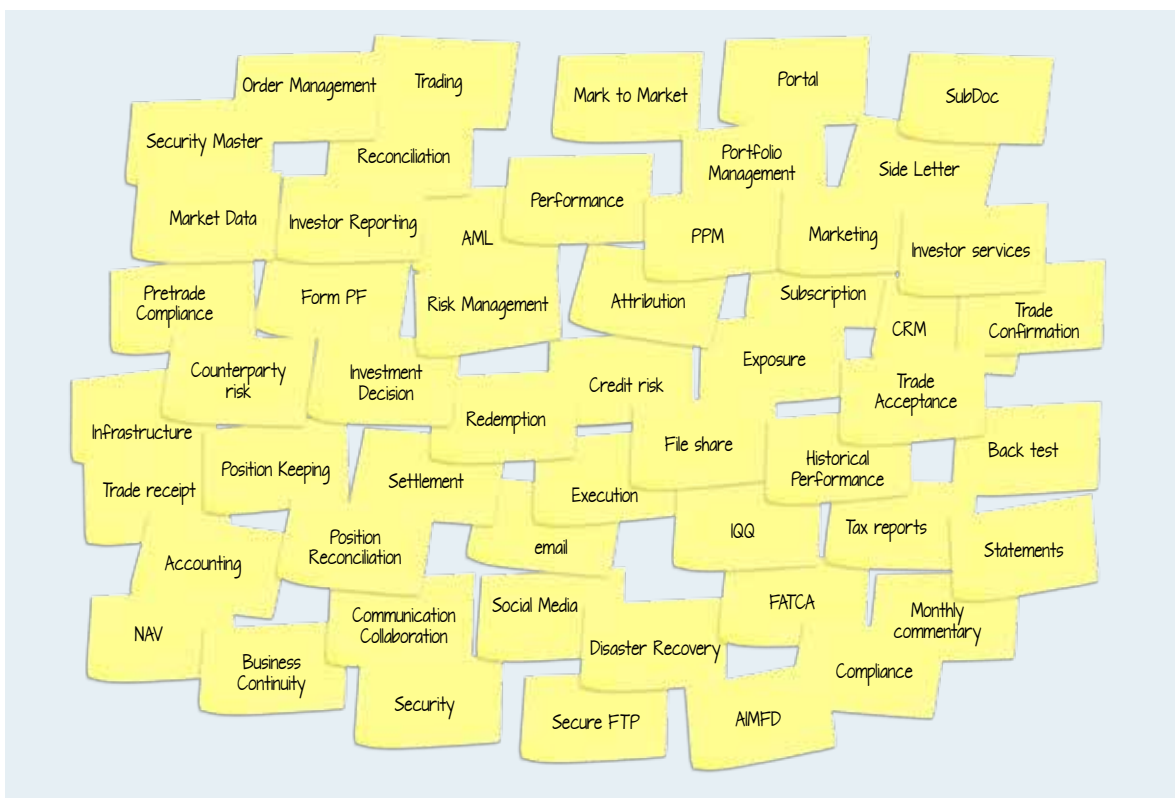 Order Management
Trading
Mark to Market
Portal
SubDoc
Security Master
Reconciliation
Portfolio
Management
Side Letter
Market Data
Investor Reporting
AML
Performance
PPM
Marketing
Investor services
Pretrade
Compliance
Form PF
Risk Management
Attribution
Subscription
CRM
Trade
Confirmation
Counterparty
risk
Investment
Decision
Credit risk
Exposure
Trade
Acceptance
Infrastructure
Redemption
File share
Historical
Performance
Back test
Trade receipt
Position Keeping
Settlement
Execution
Accounting
Position
Reconciliation
email
IQQ
Tax reports
Statements
NAV
Communication
Collaboration
Social Media
Disaster Recovery
FATCA
Monthly
commentary
Business
Continuity
Security
Secure FTP
AIMFD
Compliance